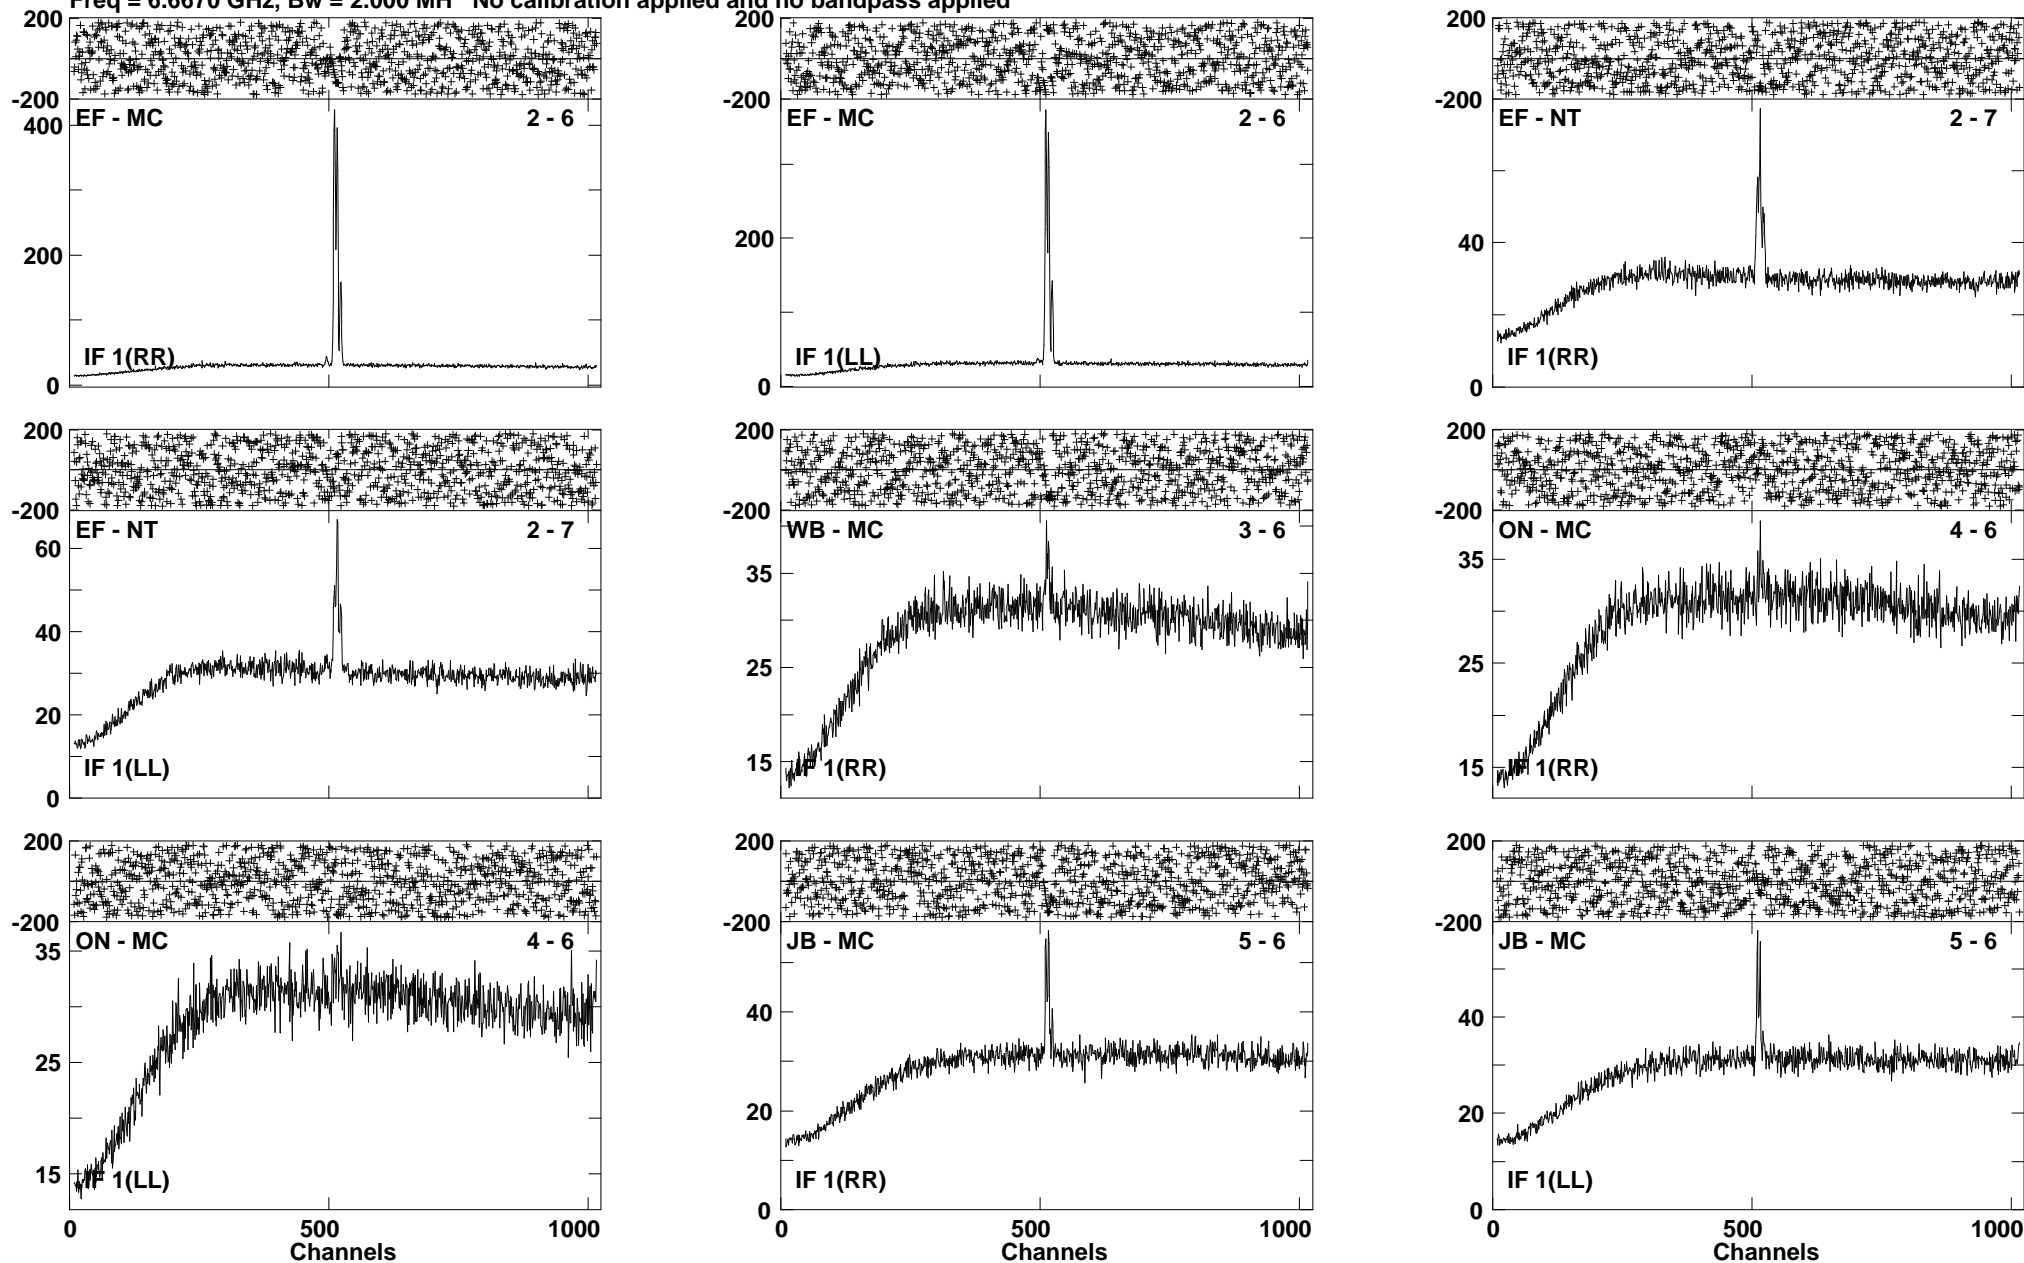 Freq = 6.6670 GHz, Bw = 2.000 MH No calibration applied and no bandpass applied
200
-200
EF - MC 2 - 6
400
200
0
IF 1(RR)
200
-200
EF - MC 2 - 6
200
0
IF 1(LL)
200
-200
EF - NT 2 - 7
40
0
IF 1(RR)
200
-200
EF - NT 2 - 7
60
40
20
0
IF 1(LL)
200
-200
WB - MC 3 - 6
35
25
15
IF 1(RR)
200
-200
ON - MC 4 - 6
35
25
15
IF 1(RR)
200
-200
ON - MC 4 - 6
35
25
15
IF 1(LL)
0 500 1000
Channels
200
-200
JB - MC 5 - 6
40
20
0
IF 1(RR)
0 500 1000
Channels
200
-200
JB - MC 5 - 6
40
20
0
IF 1(LL)
0 500 1000
Channels